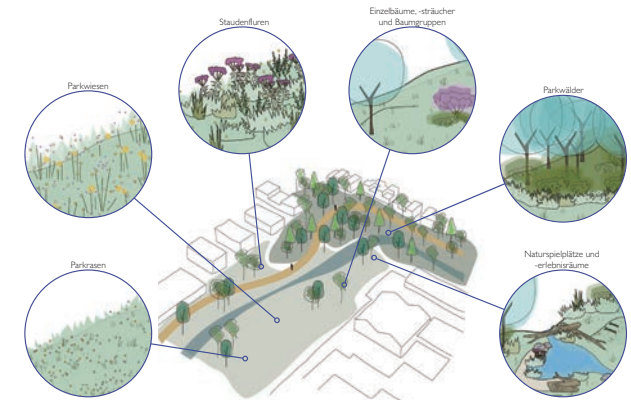 Einzelbäume, -sträucher
und Baumgruppen
Staudenfluren
Parkwiesen
Parkwälder
Parkrasen
Naturspielplätze und
-erlebnisräume